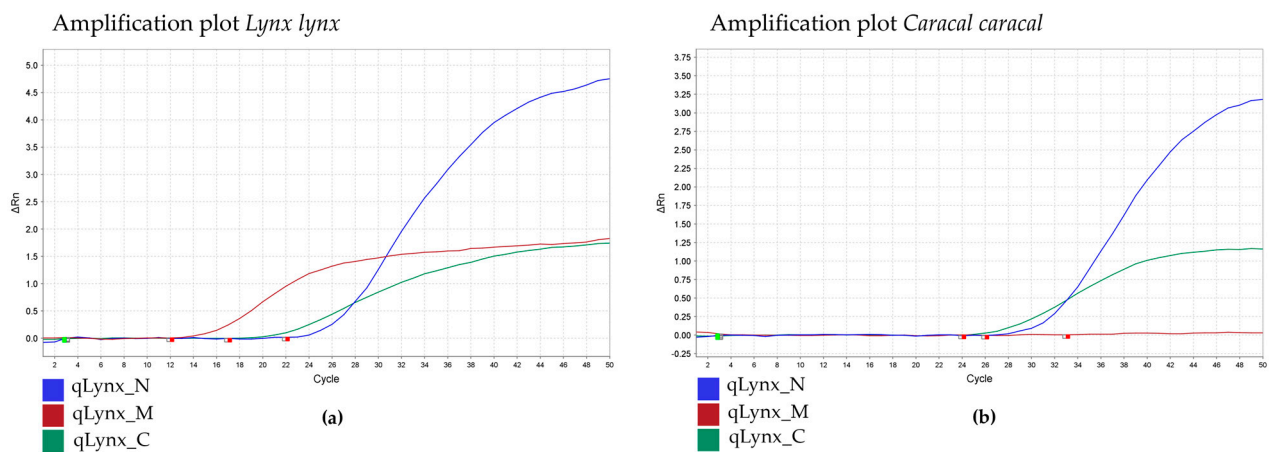 Amplification plot Lynx lynx
5.0
4.5
4.0
3.5
3.0
2.5
2.0
1.5
1.0
0.5
0.0
ΔRn
2 4 6 8 10 12 14 16 18 20 22 24 26 28 30 32 34 36 38 40 42 44 46 48 50
Cycle
qLynx_N
qLynx_M
qLynx_C
(a)
Amplification plot Caracal caracal
3.75
3.50
3.25
3.00
2.75
2.50
2.25
2.00
1.75
1.50
1.25
1.00
0.75
0.50
0.25
0.00
-0.25
ΔRn
2 4 6 8 10 12 14 16 18 20 22 24 26 28 30 32 34 36 38 40 42 44 46 48 50
Cycle
qLynx_N
qLynx_M
qLynx_C
(b)